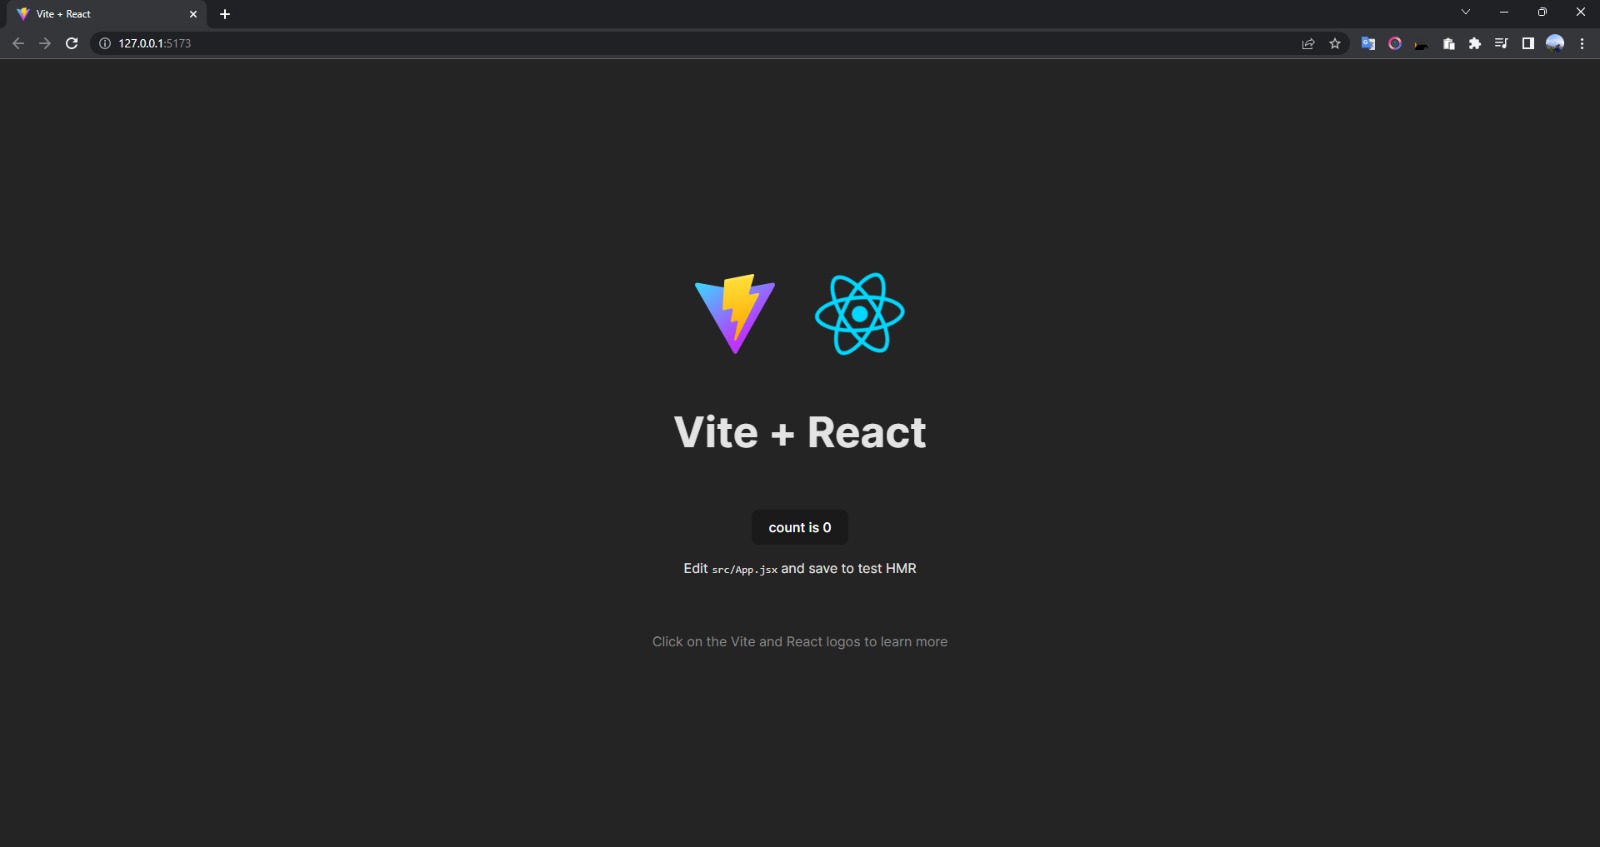 Vite + React
127.0.0.1:5173
Vite + React
count is 0
Edit src/App.jsx and save to test HMR
Click on the Vite and React logos to learn more